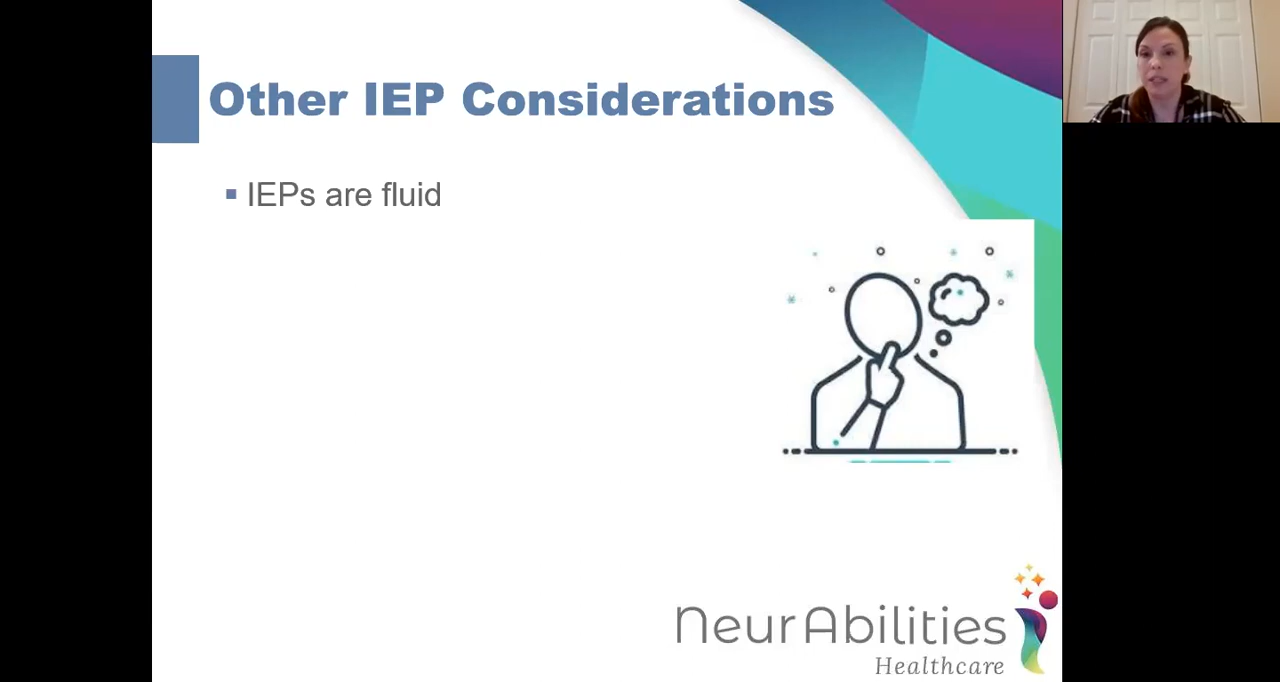 Other IEP Considerations
IEPs are fluid
NeurAbilities
Healthcare